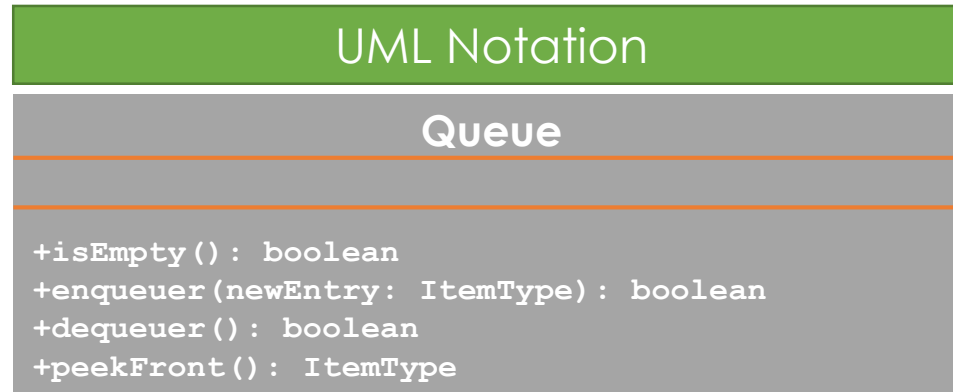 UML Notation
Queue
+isEmpty(): boolean
+enqueuer(newEntry: ItemType): boolean
+dequeuer(): boolean
+peekFront(): ItemType